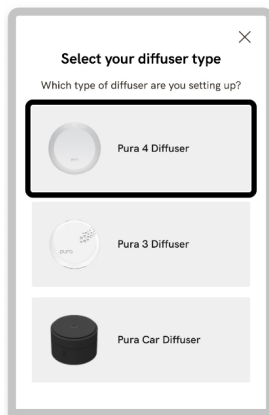 Select your diffuser type
Which type of diffuser are you setting up?
Pura 4 Diffuser
pura
Pura 3 Diffuser
Pura Car Diffuser